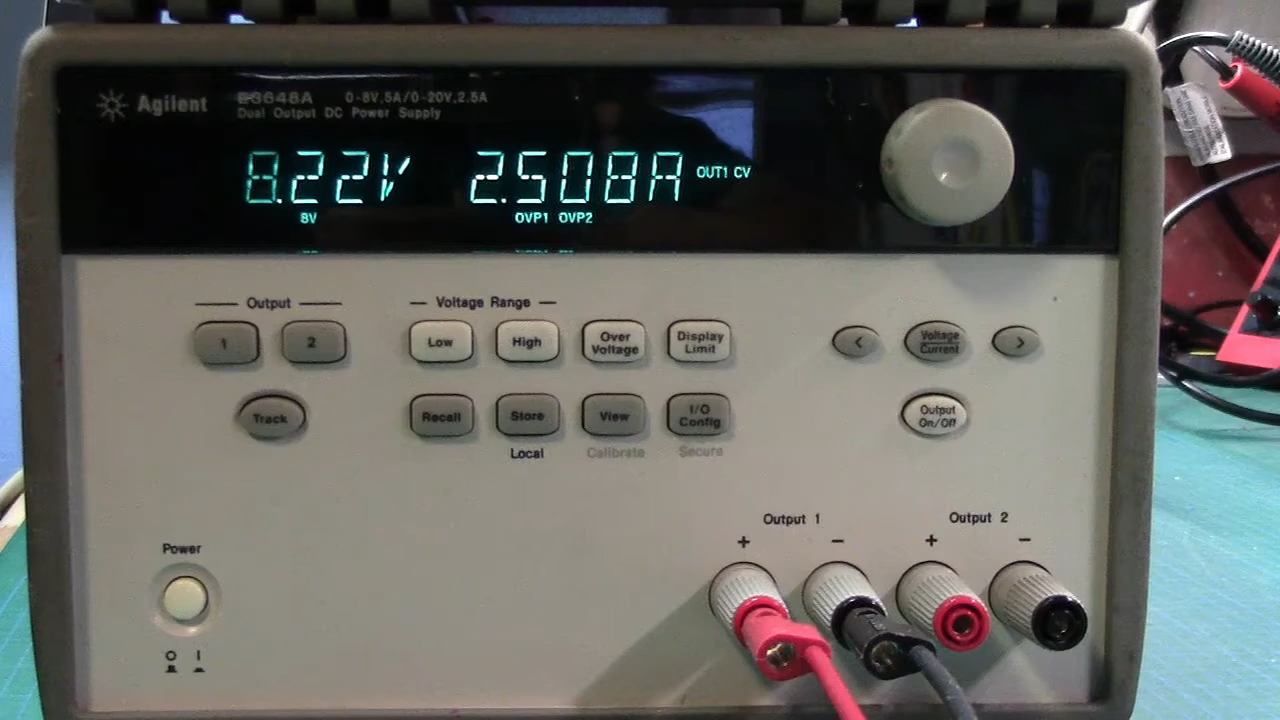 Agilent E3648A 0-8V,5A/0-20V,2.5A
Dual Output DC Power Supply
8.22V 2.508A OUT1 CV
8V OVP1 OVP2
Output
Voltage Range
1 2 Low High Over Voltage Display Limit < Voltage Current >
Track Recall Store View I/O Config Output On/Off
Local Calibrate Secure
Output 1 Output 2
+ − + −
Power
O I